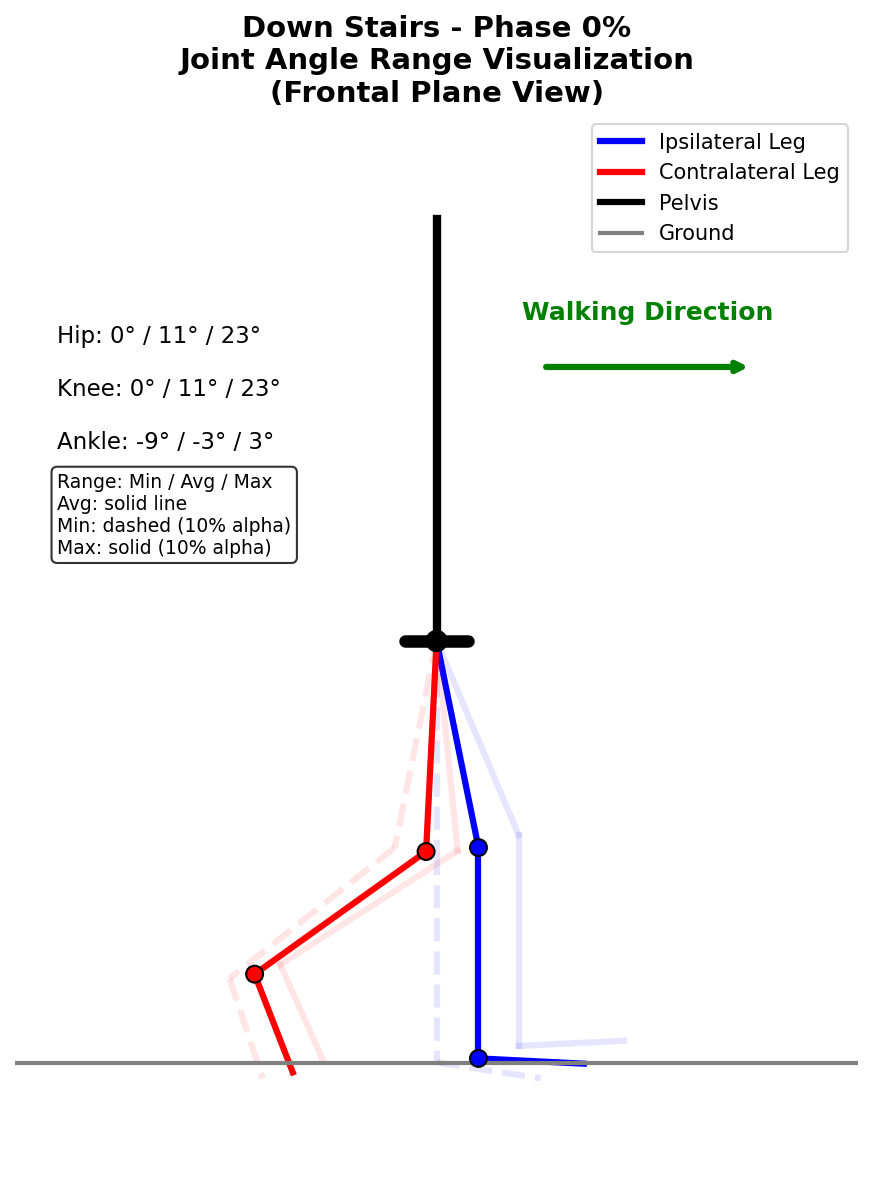 Down Stairs - Phase 0%
Joint Angle Range Visualization
(Frontal Plane View)
Ipsilateral Leg
Contralateral Leg
Pelvis
Ground
Walking Direction
Hip: 0° / 11° / 23°
Knee: 0° / 11° / 23°
Ankle: -9° / -3° / 3°
Range: Min / Avg / Max
Avg: solid line
Min: dashed (10% alpha)
Max: solid (10% alpha)